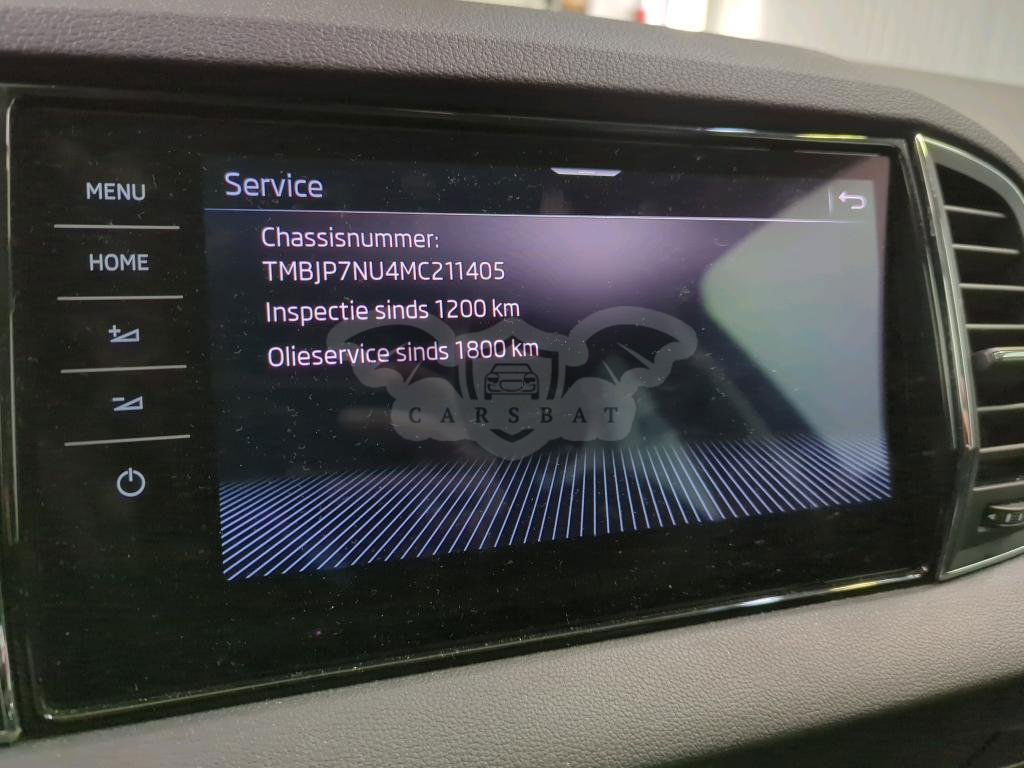 Service
MENU
HOME
Chassisnummer:
TMBJP7NU4MC211405
Inspectie sinds 1200 km
Olieservice sinds 1800 km
CARSBAT